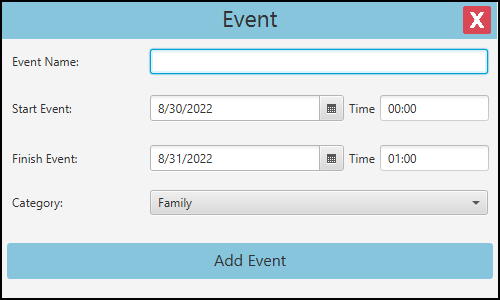 Event X
Event Name:
Start Event: 8/30/2022 Time 00:00
Finish Event: 8/31/2022 Time 01:00
Category: Family
Add Event